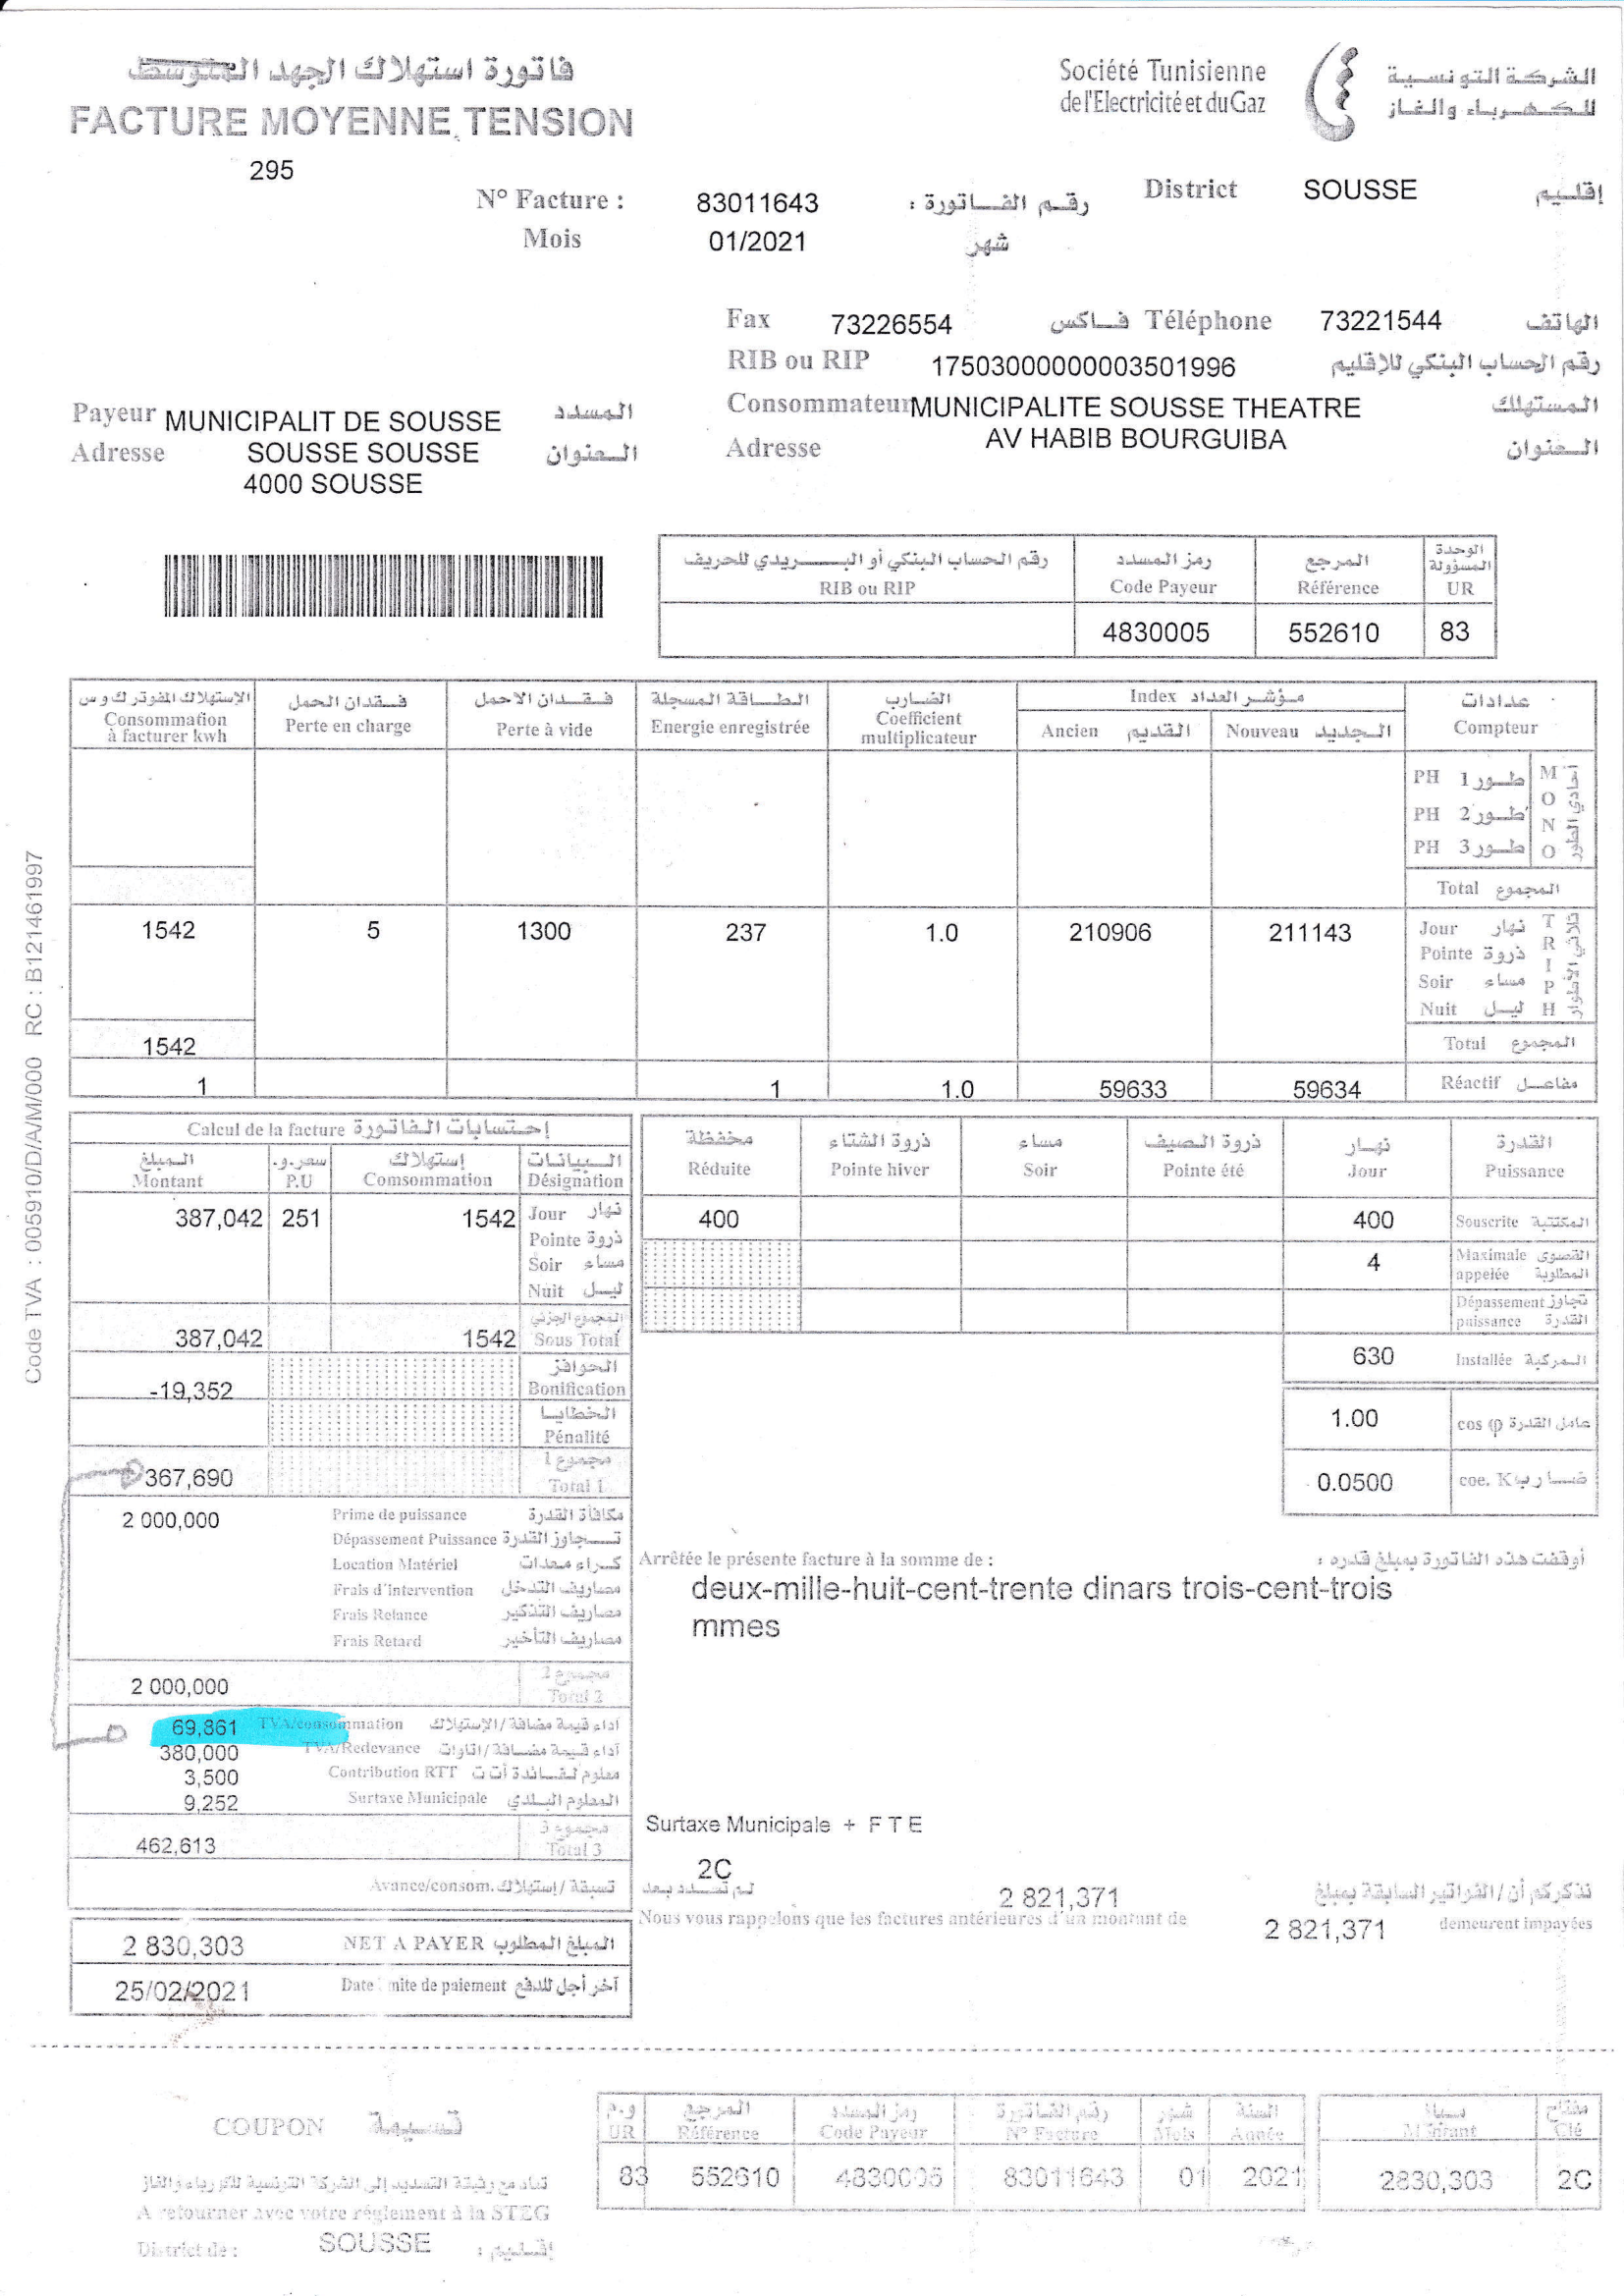 فاتورة استهلاك الجهد المتوسط
FACTURE MOYENNE TENSION
295
Société Tunisienne
de l'Electricité et du Gaz
الشركة التونسية
للكهرباء والغاز
N° Facture : 83011643 رقم الفاتورة :
Mois 01/2021 شهر
District SOUSSE إقليم
Fax 73226554 فاكس Téléphone 73221544 الهاتف
RIB ou RIP 17503000000003501996 رقم الحساب البنكي للإقليم
Payeur MUNICIPALIT DE SOUSSE المسدد
Adresse SOUSSE SOUSSE العنوان
4000 SOUSSE
Consommateur MUNICIPALITE SOUSSE THEATRE المستهلك
Adresse AV HABIB BOURGUIBA العنوان
رقم الحساب البنكي أو البريدي للحريف رمز المسدد المرجع الوحدة المسؤولة
RIB ou RIP Code Payeur Référence UR
4830005 552610 83
الإستهلاك المفوتر ك و س فقدان الحمل فقدان الأحمل الطاقة المسجلة الضارب Index مؤشر العداد عدادات
Consommation à facturer kwh Perte en charge Perte à vide Energie enregistrée Coefficient multiplicateur Ancien القديم Nouveau الجديد Compteur
PH 1 طور MONO أحادي الطور
PH 2 طور
PH 3 طور
Total المجموع
1542 5 1300 237 1.0 210906 211143 Jour نهار TRIPH ثلاثي الأطوار
Pointe ذروة
Soir مساء
Nuit ليل
1542 Total المجموع
1 1 1.0 59633 59634 Réactif مفاعل
Calcul de la facture إحتسابات الفاتورة
المبلغ سعر.و. إستهلاك البيانات
Montant P.U Comsommation Désignation
387,042 251 1542 Jour نهار
Pointe ذروة
Soir مساء
Nuit ليل
المجموع الجزئي
387,042 1542 Sous Total
الحوافز
-19,352 Bonification
الخطايا
Pénalité
مجموع 1
367,690 Total 1
2 000,000 Prime de puissance مكافأة القدرة
Dépassement Puissance تجاوز القدرة
Location Matériel كراء معدات
Frais d'intervention مصاريف التدخل
Frais Relance مصاريف التذكير
Frais Retard مصاريف التأخير
مجموع 2
2 000,000 Total 2
69,861 TVA/consommation أداء قيمة مضافة/الإستهلاك
380,000 TVA/Redevance أداء قيمة مضافة/اتاوات
3,500 Contribution RTT معلوم لفائدة أ ت ت
9,252 Surtaxe Municipale المعلوم البلدي
مجموع 3
462,613 Total 3
Avance/consom. تسبقة/إستهلاك
2 830,303 NET A PAYER المبلغ المطلوب
25/02/2021 Date mite de paiement آخر أجل للدفع
مخفضة ذروة الشتاء مساء ذروة الصيف نهار القدرة
Réduite Pointe hiver Soir Pointe été Jour Puissance
400 400 Souscrite المكتتبة
4 Maximale appelée القصوى المطلوبة
Dépassement puissance تجاوز القدرة
630 Installée المركبة
1.00 cos φ عامل القدرة
0.0500 coe. K ضارب
Arrêtée le présente facture à la somme de : أوقفت هذه الفاتورة بمبلغ قدره :
deux-mille-huit-cent-trente dinars trois-cent-trois
mmes
Surtaxe Municipale + F T E
2C
لم تسدد بعد 2 821,371 نذكركم أن/الفواتير السابقة بمبلغ
Nous vous rappelons que les factures antérieures d'un montant de 2 821,371 demeurent impayées
Code TVA : 005910/D/A/M/000 RC : B121461997
COUPON قسيمة
تعاد مع وثيقة التسديد إلى الشركة التونسية للكهرباء والغاز
A retourner avec votre réglement à la STEG
District de : SOUSSE إقليم :
و.م المرجع رمز المسدد رقم الفاتورة شهر السنة مفتاح
UR Référence Code Payeur N° Facture Mois Année Montant Clé
83 552610 4830005 83011643 01 2021 2830,303 2C